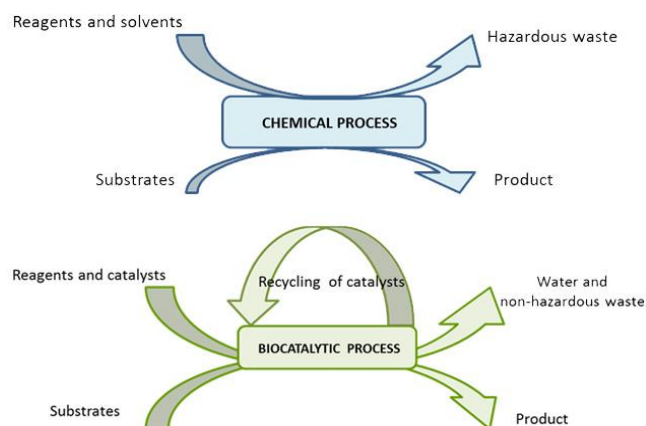 Reagents and solvents
Hazardous waste
CHEMICAL PROCESS
Substrates
Product
Reagents and catalysts
Recycling of catalysts
Water and
non-hazardous waste
BIOCATALYTIC PROCESS
Substrates
Product